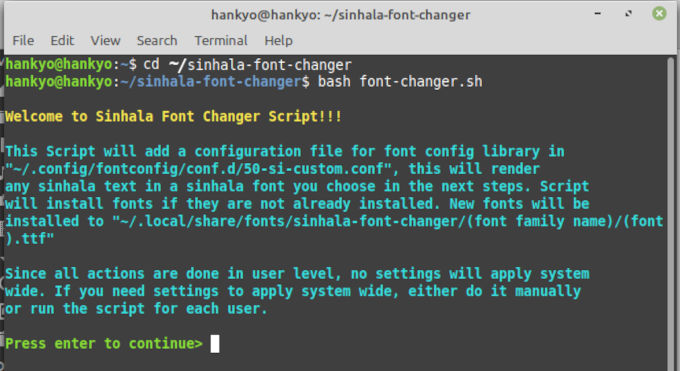 hankyo@hankyo: ~/sinhala-font-changer
File Edit View Search Terminal Help
hankyo@hankyo:~$ cd ~/sinhala-font-changer
hankyo@hankyo:~/sinhala-font-changer$ bash font-changer.sh
Welcome to Sinhala Font Changer Script!!!
This Script will add a configuration file for font config library in
"~/.config/fontconfig/conf.d/50-si-custom.conf", this will render
any sinhala text in a sinhala font you choose in the next steps. Script
will install fonts if they are not already installed. New fonts will be
installed to "~/.local/share/fonts/sinhala-font-changer/(font family name)/(font
).ttf"
Since all actions are done in user level, no settings will apply system
wide. If you need settings to apply system wide, either do it manually
or run the script for each user.
Press enter to continue>